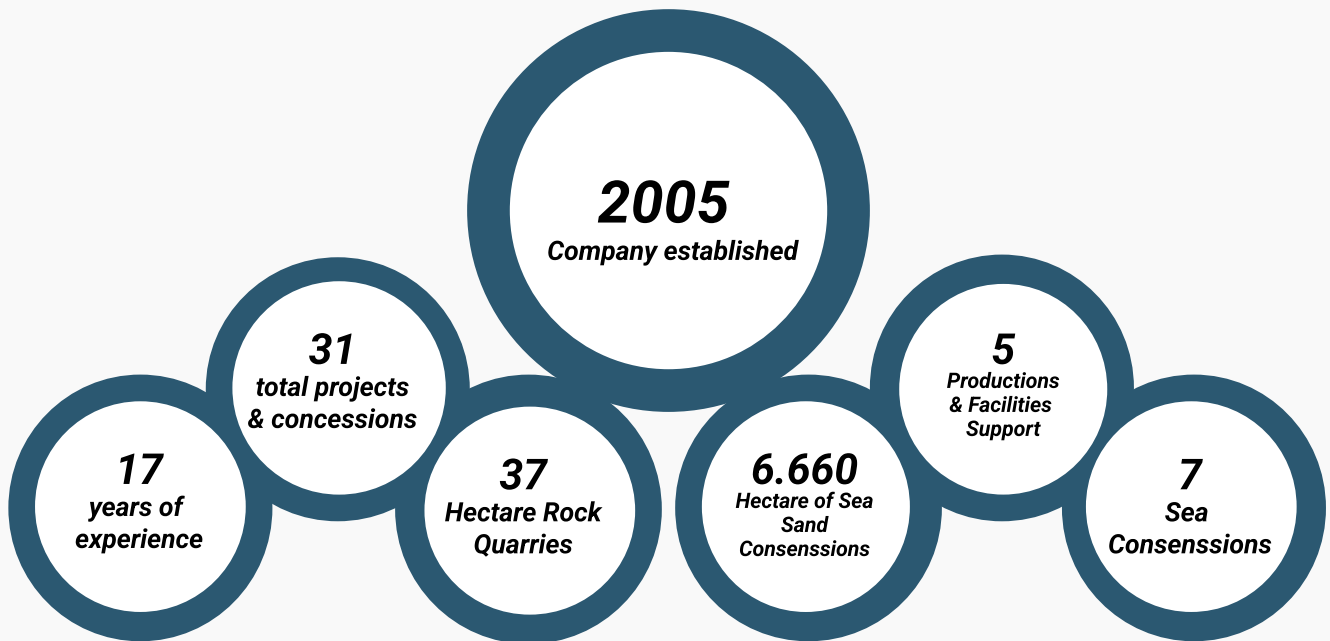 2005
Company established
31
total projects
& concessions
5
Productions
& Facilities
Support
17
years of
experience
37
Hectare Rock
Quarries
6.660
Hectare of Sea
Sand
Consenssions
7
Sea
Consenssions